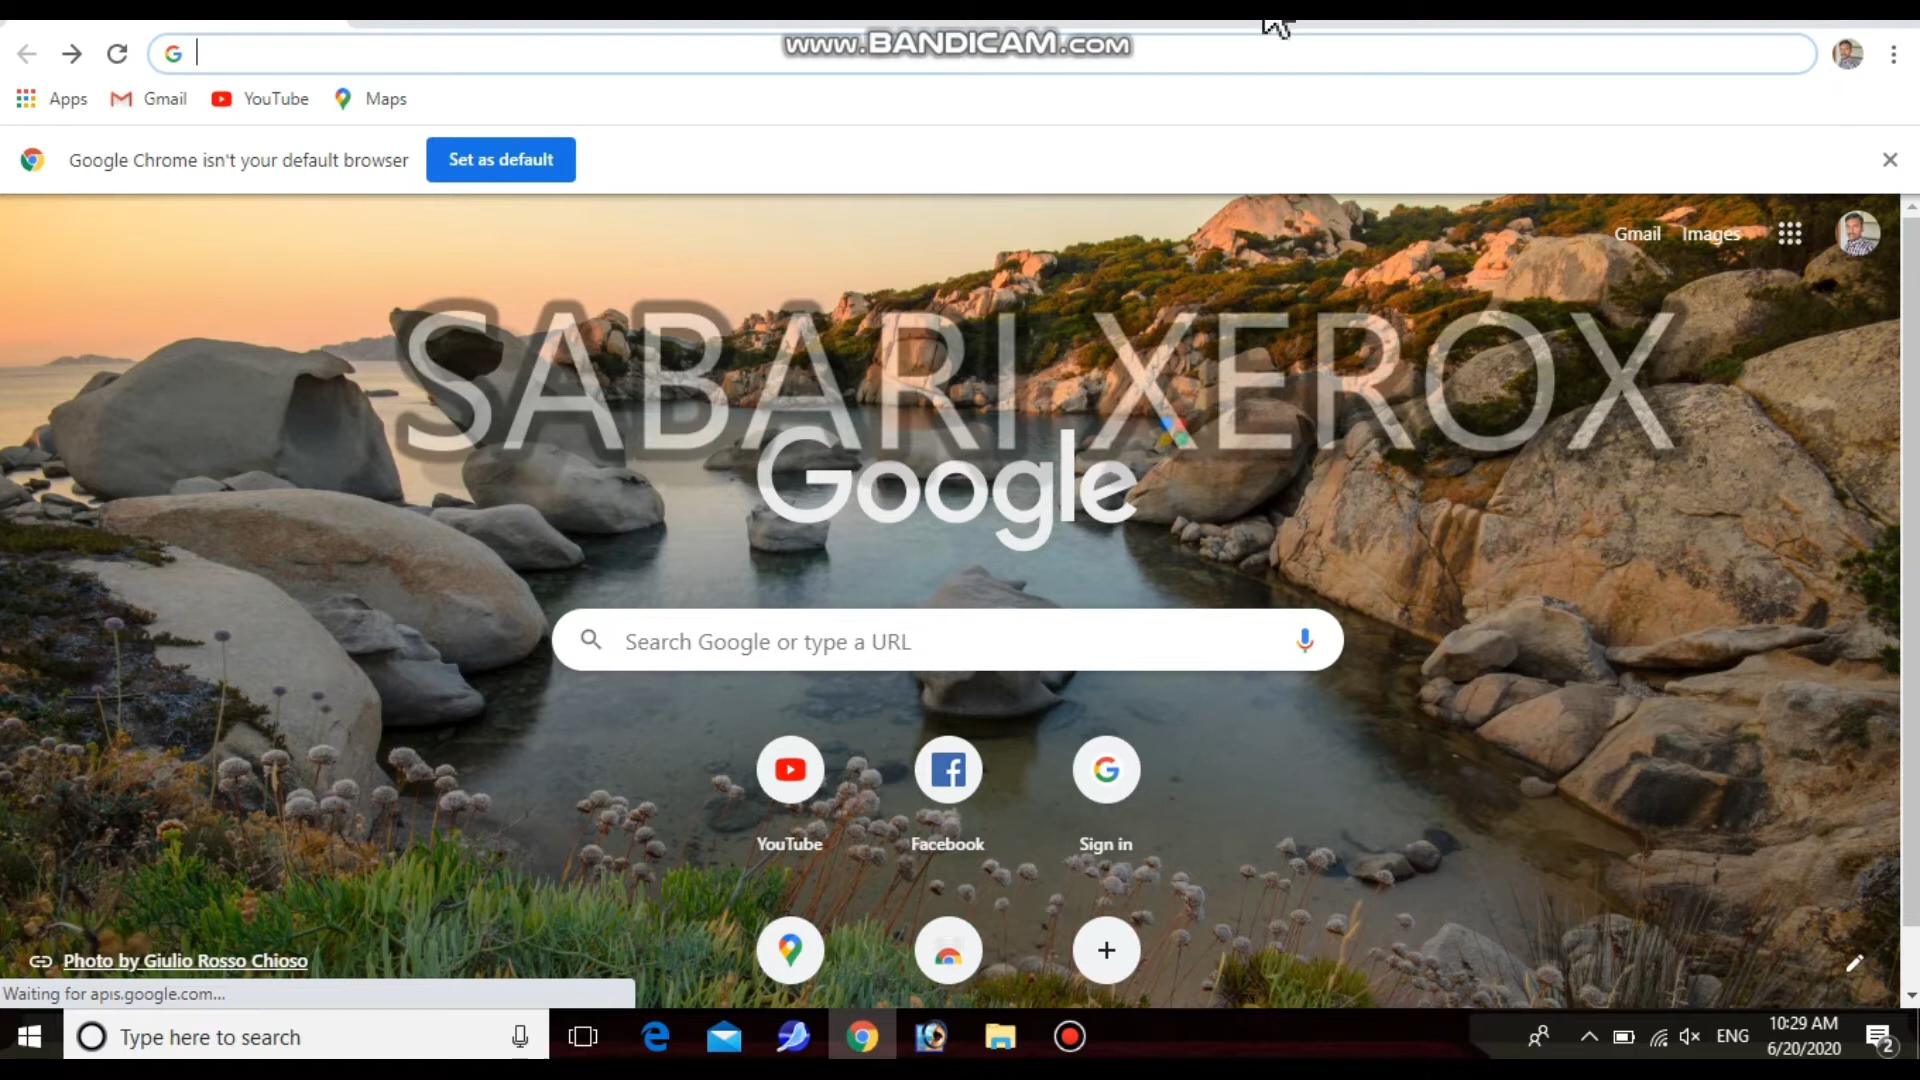 www.BANDICAM.com
Apps
Gmail
YouTube
Maps
Google Chrome isn't your default browser
Set as default
Gmail
Images
SABARI XEROX
Google
Search Google or type a URL
YouTube
Facebook
Sign in
Photo by Giulio Rosso Chioso
Waiting for apis.google.com...
Type here to search
ENG
10:29 AM
6/20/2020
2